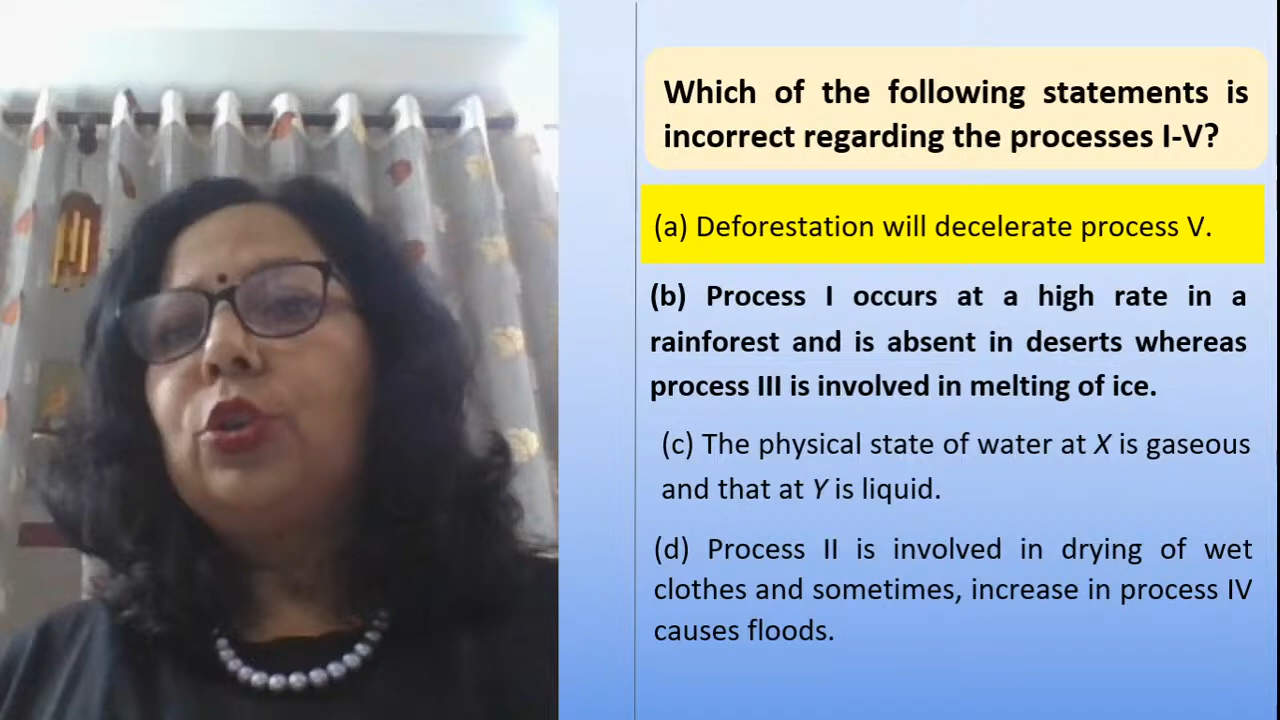 Which of the following statements is
incorrect regarding the processes I-V?
(a) Deforestation will decelerate process V.
(b) Process I occurs at a high rate in a
rainforest and is absent in deserts whereas
process III is involved in melting of ice.
(c) The physical state of water at X is gaseous
and that at Y is liquid.
(d) Process II is involved in drying of wet
clothes and sometimes, increase in process IV
causes floods.